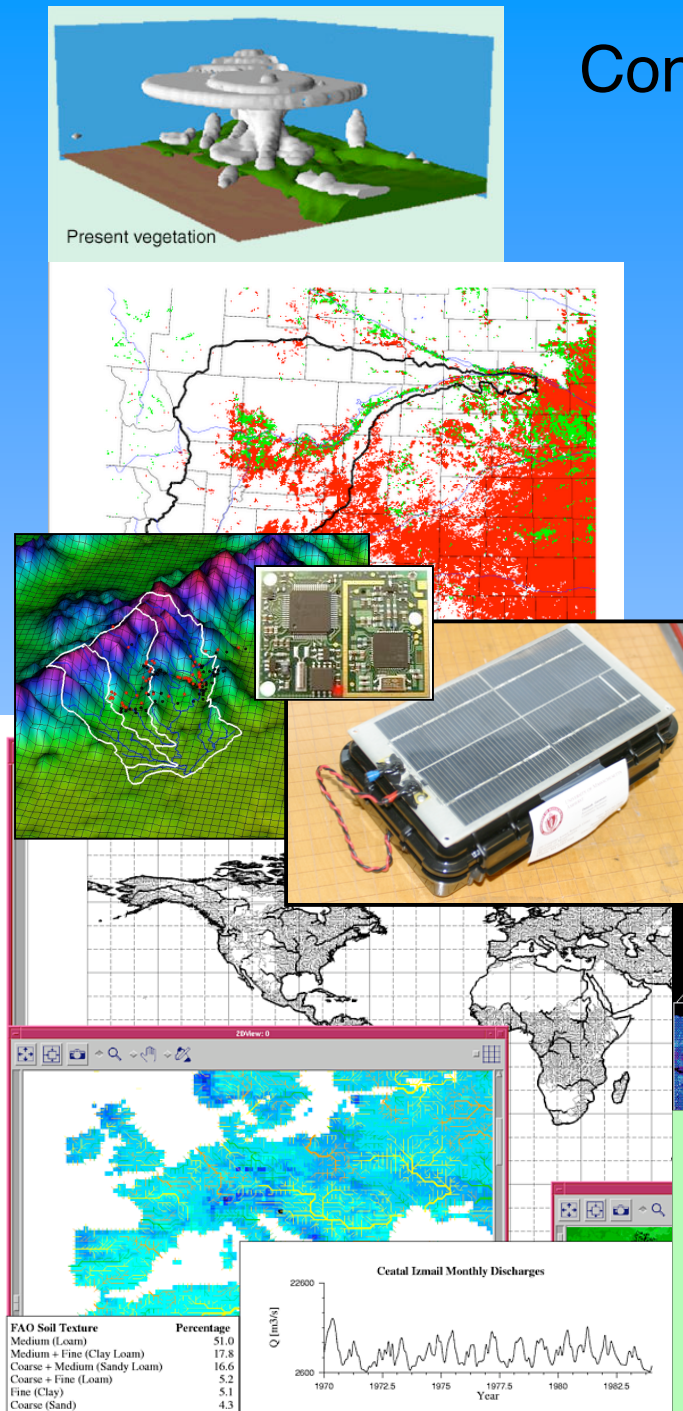 Con
Present vegetation
2DView: 0
Ceatal Izmail Monthly Discharges
22600
Q [m3/s]
2600
1970 1972.5 1975 1977.5 1980 1982.5
Year
FAO Soil Texture Percentage
Medium (Loam) 51.0
Medium + Fine (Clay Loam) 17.8
Coarse + Medium (Sandy Loam) 16.6
Coarse + Fine (Loam) 5.2
Fine (Clay) 5.1
Coarse (Sand) 4.3